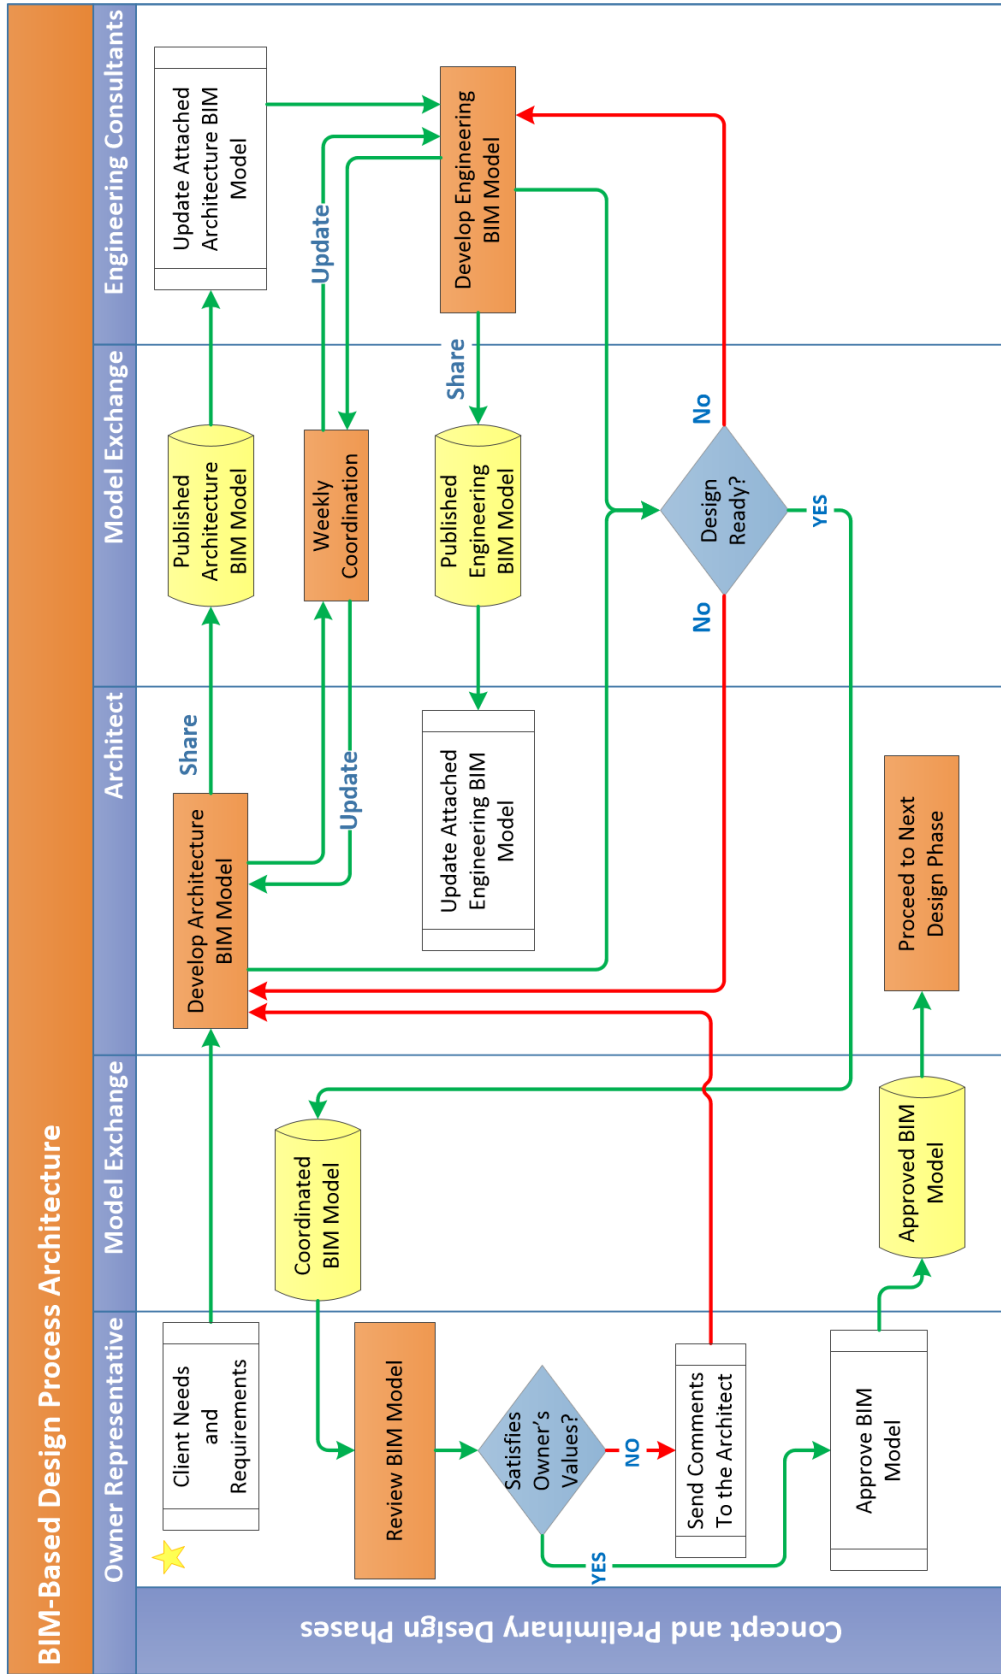 BIM-Based Design Process Architecture
Owner Representative
Model Exchange
Architect
Model Exchange
Engineering Consultants
Concept and Preliminary Design Phases
Client Needs
and
Requirements
Develop Architecture
BIM Model
Share
Published
Architecture
BIM Model
Update Attached
Architecture BIM
Model
Coordinated
BIM Model
Update
Weekly
Coordination
Update
Review BIM Model
Update Attached
Engineering BIM
Model
Published
Engineering
BIM Model
Share
Develop Engineering
BIM Model
Satisfies
Owner's
Values?
NO
YES
Send Comments
To the Architect
No
Design
Ready?
No
YES
Approve BIM
Model
Approved BIM
Model
Proceed to Next
Design Phase